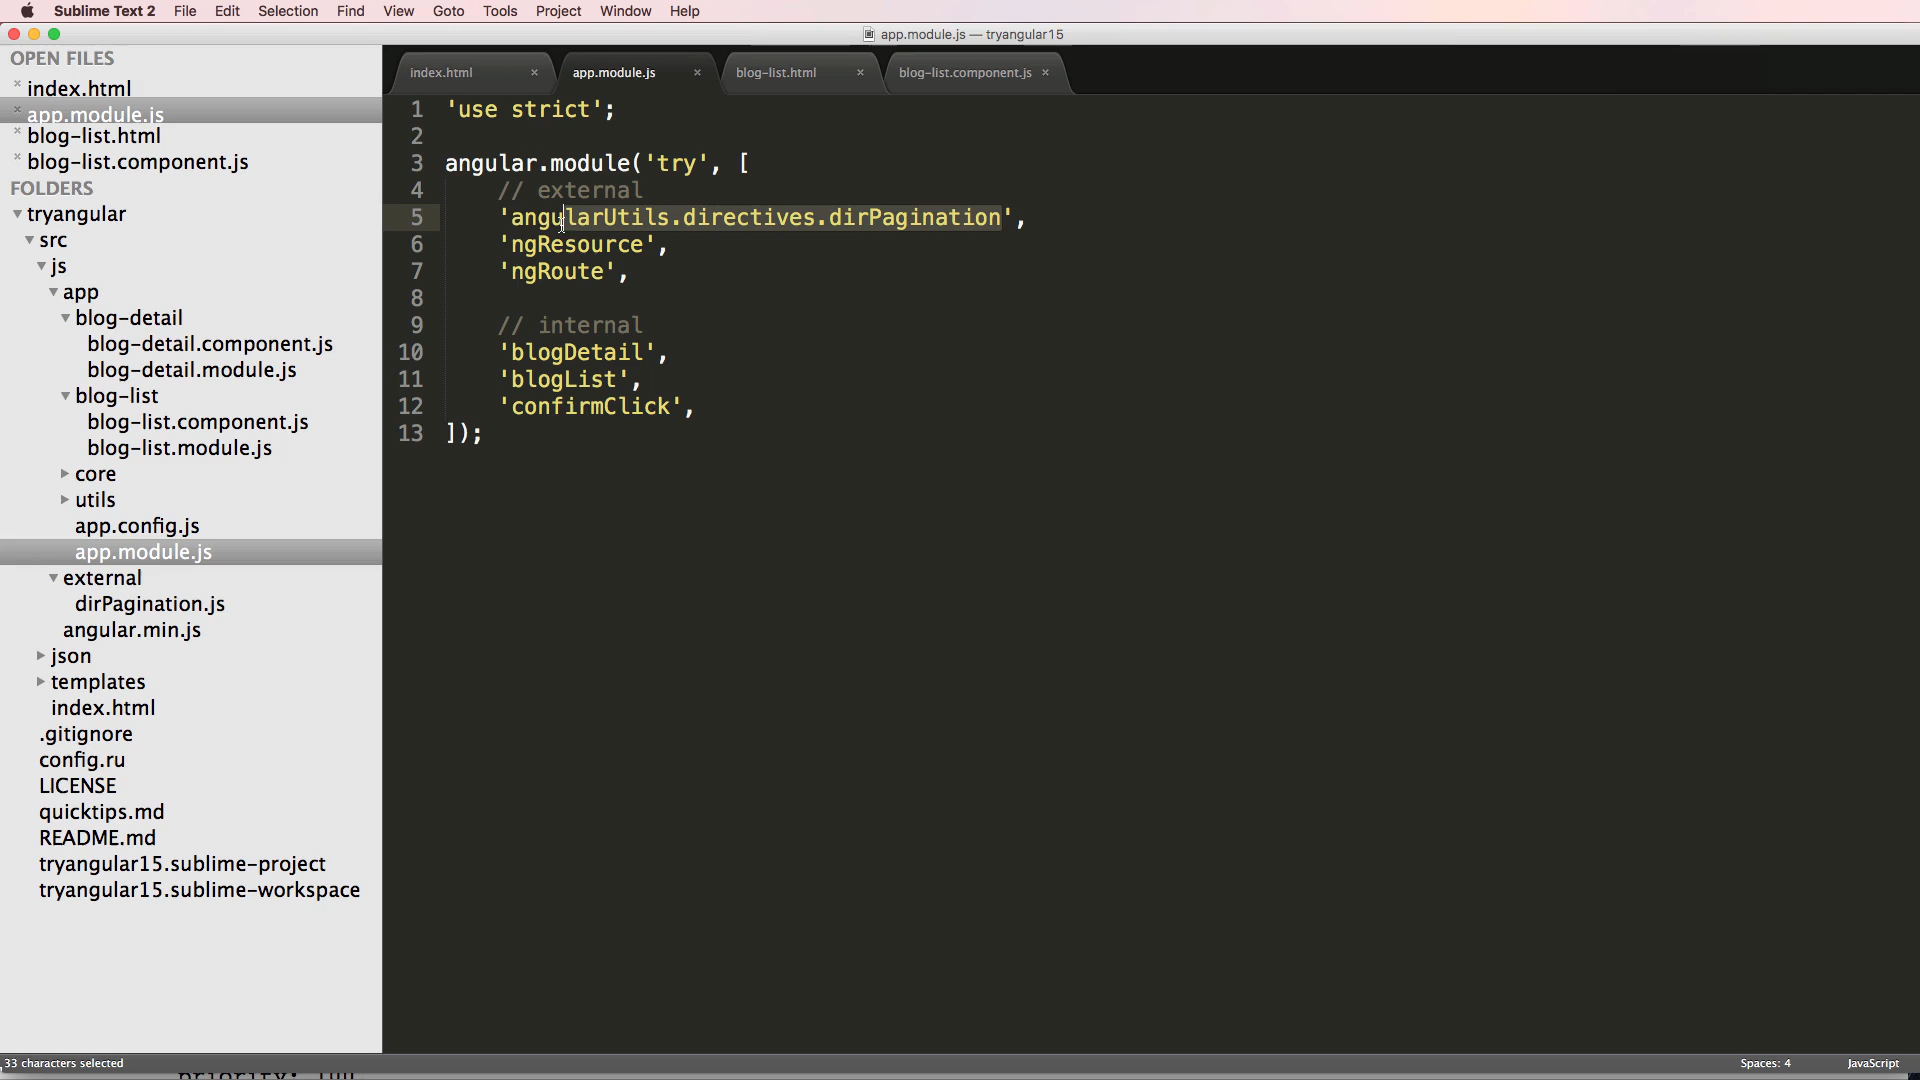 Sublime Text 2 File Edit Selection Find View Goto Tools Project Window Help
app.module.js — tryangular15
OPEN FILES
index.html
app.module.js
blog-list.html
blog-list.component.js
FOLDERS
tryangular
src
js
app
blog-detail
blog-detail.component.js
blog-detail.module.js
blog-list
blog-list.component.js
blog-list.module.js
core
utils
app.config.js
app.module.js
external
dirPagination.js
angular.min.js
json
templates
index.html
.gitignore
config.ru
LICENSE
quicktips.md
README.md
tryangular15.sublime-project
tryangular15.sublime-workspace
index.html × app.module.js × blog-list.html × blog-list.component.js ×
1 'use strict';
2
3 angular.module('try', [
4 // external
5 'angularUtils.directives.dirPagination',
6 'ngResource',
7 'ngRoute',
8
9 // internal
10 'blogDetail',
11 'blogList',
12 'confirmClick',
13 ]);
33 characters selected Spaces: 4 JavaScript